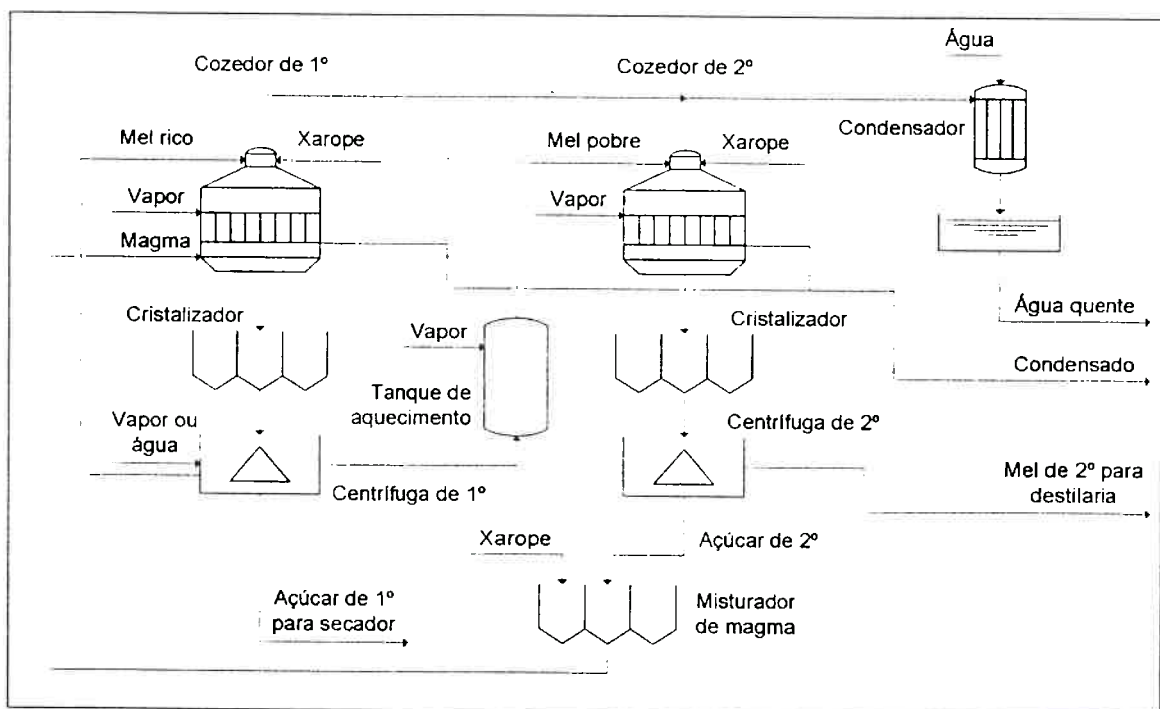 Água
Cozedor de 1º
Cozedor de 2º
Condensador
Mel rico
Xarope
Mel pobre
Xarope
Vapor
Vapor
Magma
Água quente
Cristalizador
Vapor
Cristalizador
Condensado
Tanque de
aquecimento
Vapor ou
água
Centrífuga de 2º
Centrífuga de 1º
Mel de 2º para
destilaria
Xarope
Açúcar de 2º
Açúcar de 1º
para secador
Misturador
de magma